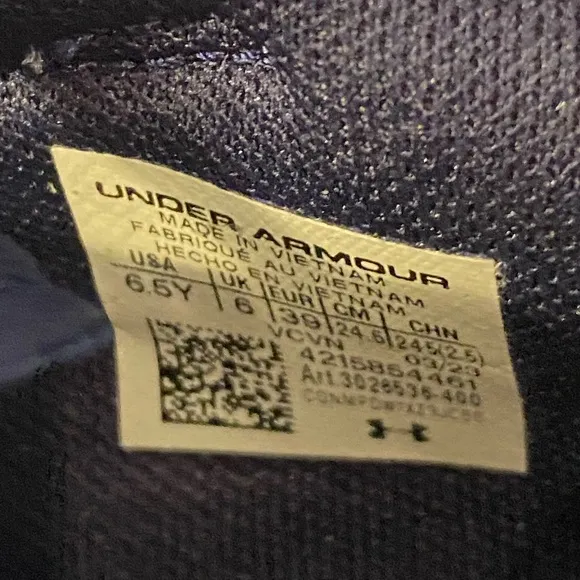 UNDER ARMOUR
MADE IN VIETNAM
FABRIQUÉ AU VIETNAM
HECHO EN VIETNAM
USA UK EUR CM CHN
6.5Y 6 39 24.5 245(2.5)
VCVN 03/23
4215854461
Art.3026536-400